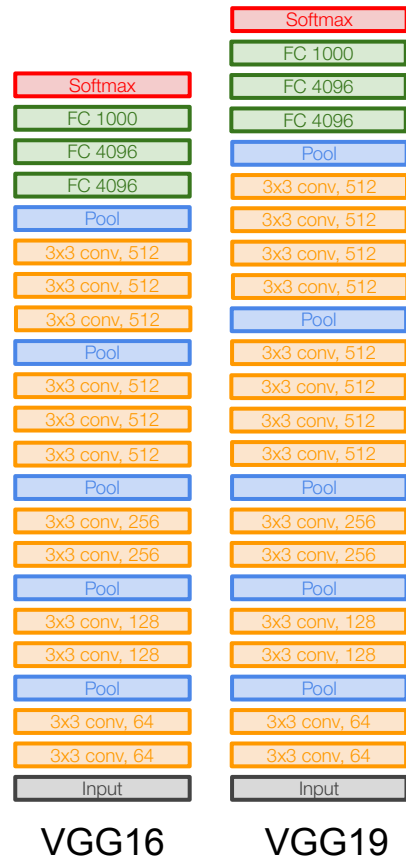 Softmax
FC 1000
FC 4096
FC 4096
Pool
3x3 conv, 512
3x3 conv, 512
3x3 conv, 512
Pool
3x3 conv, 512
3x3 conv, 512
3x3 conv, 512
Pool
3x3 conv, 256
3x3 conv, 256
Pool
3x3 conv, 128
3x3 conv, 128
Pool
3x3 conv, 64
3x3 conv, 64
Input
VGG16
Softmax
FC 1000
FC 4096
FC 4096
Pool
3x3 conv, 512
3x3 conv, 512
3x3 conv, 512
3x3 conv, 512
Pool
3x3 conv, 512
3x3 conv, 512
3x3 conv, 512
3x3 conv, 512
Pool
3x3 conv, 256
3x3 conv, 256
Pool
3x3 conv, 128
3x3 conv, 128
Pool
3x3 conv, 64
3x3 conv, 64
Input
VGG19